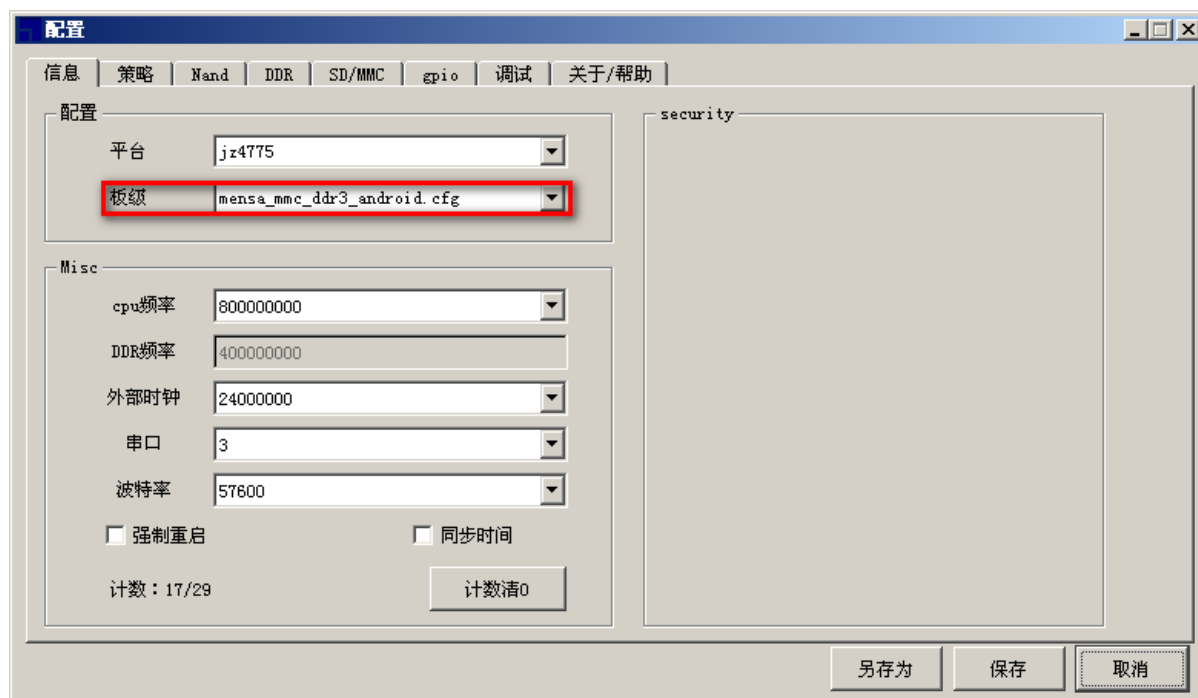 配置
信息 策略 Nand DDR SD/MMC gpio 调试 关于/帮助
配置
平台 jz4775
板级 mensa_mmc_ddr3_android.cfg
Misc
cpu频率 800000000
DDR频率 400000000
外部时钟 24000000
串口 3
波特率 57600
强制重启 同步时间
计数：17/29 计数清0
security
另存为 保存 取消